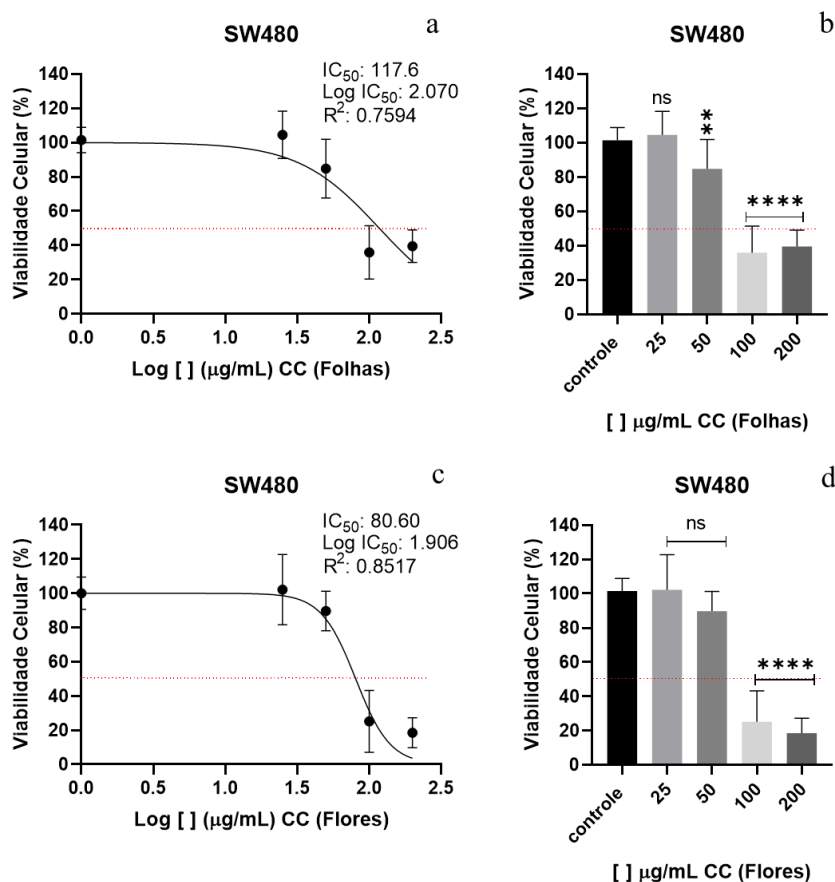 a
SW480
IC50: 117.6
Log IC50: 2.070
R2: 0.7594
Viabilidade Celular (%)
140
120
100
80
60
40
20
0
0.0 0.5 1.0 1.5 2.0 2.5
Log [ ] (μg/mL) CC (Folhas)
b
SW480
Viabilidade Celular (%)
140
120
100
80
60
40
20
0
ns
**
****
controle 25 50 100 200
[ ] μg/mL CC (Folhas)
c
SW480
IC50: 80.60
Log IC50: 1.906
R2: 0.8517
Viabilidade Celular (%)
140
120
100
80
60
40
20
0
0.0 0.5 1.0 1.5 2.0 2.5
Log [ ] (μg/mL) CC (Flores)
d
SW480
Viabilidade Celular (%)
140
120
100
80
60
40
20
0
ns
****
controle 25 50 100 200
[ ] μg/mL CC (Flores)